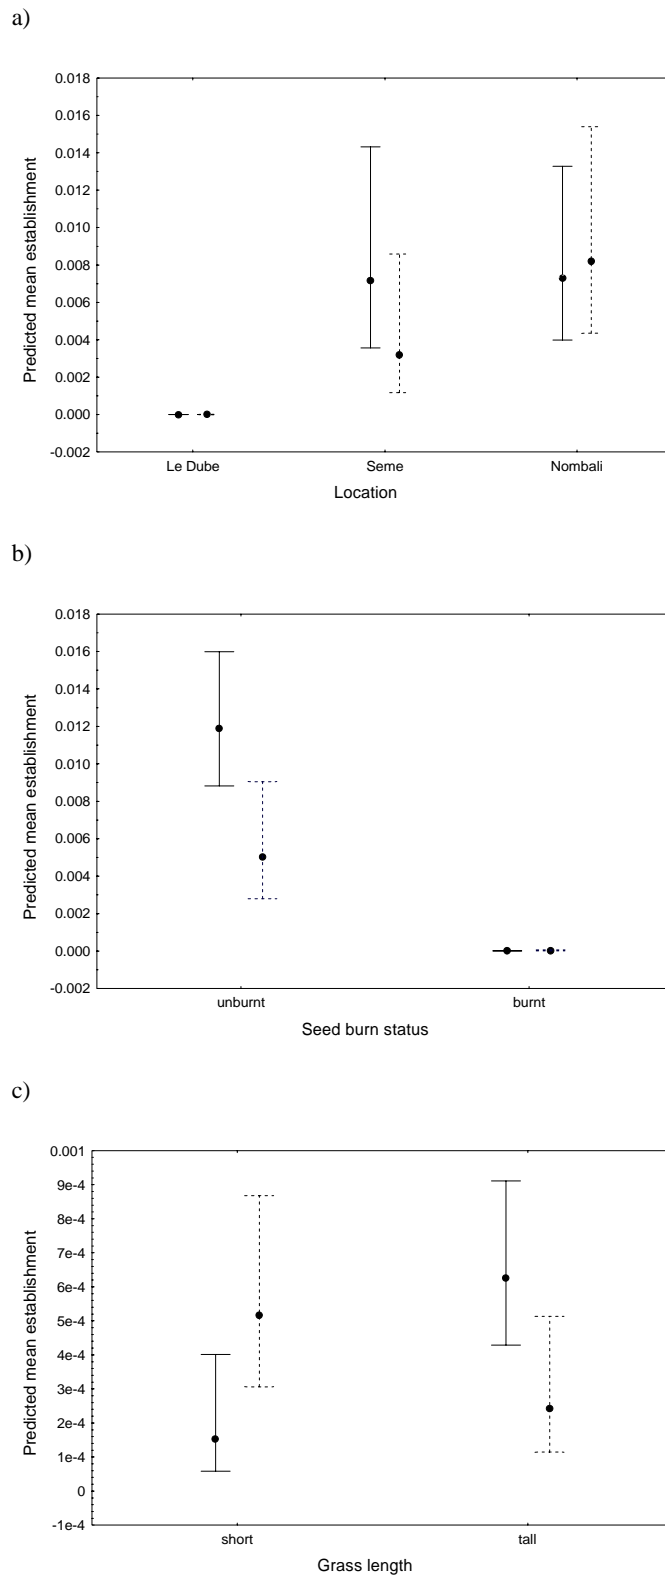 a)
0.018
0.016
0.014
0.012
0.010
0.008
0.006
0.004
0.002
0.000
-0.002
Predicted mean establishment
Le Dube Seme Nombali
Location
b)
0.018
0.016
0.014
0.012
0.010
0.008
0.006
0.004
0.002
0.000
-0.002
Predicted mean establishment
unburnt burnt
Seed burn status
c)
0.001
9e-4
8e-4
7e-4
6e-4
5e-4
4e-4
3e-4
2e-4
1e-4
0
-1e-4
Predicted mean establishment
short tall
Grass length